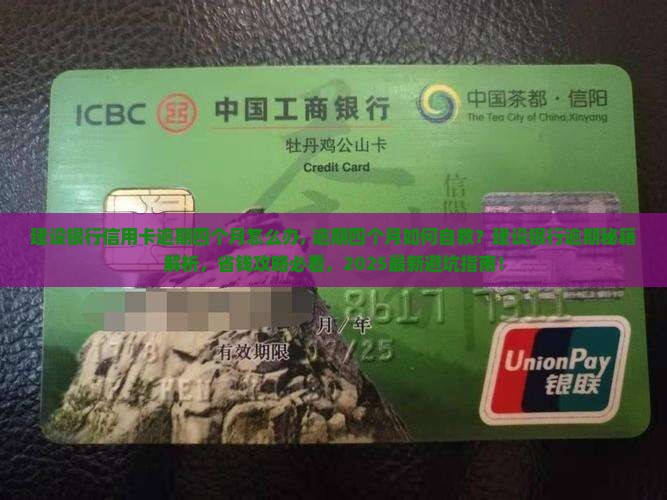 ICBC 中国工商银行
中国茶都·信阳
The Tea City of China,Xinyang
牡丹鸡公山卡
Credit Card
信阳
建设银行信用卡逾期四个月怎么办，逾期四个月如何自救？建设银行逾期秘籍
解析，省钱攻略必看，2025最新避坑指南！
8617
月/年
有效期限
/25
UnionPay
银联